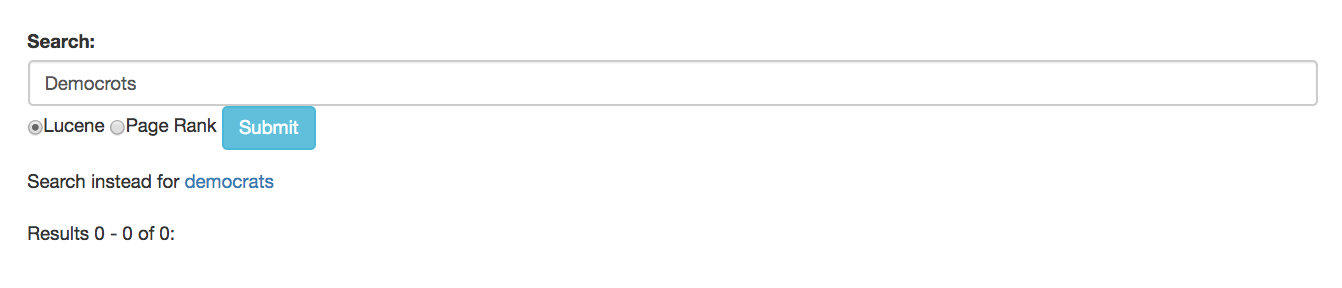 Search:
Democrots
Lucene Page Rank Submit
Search instead for democrats
Results 0 - 0 of 0: